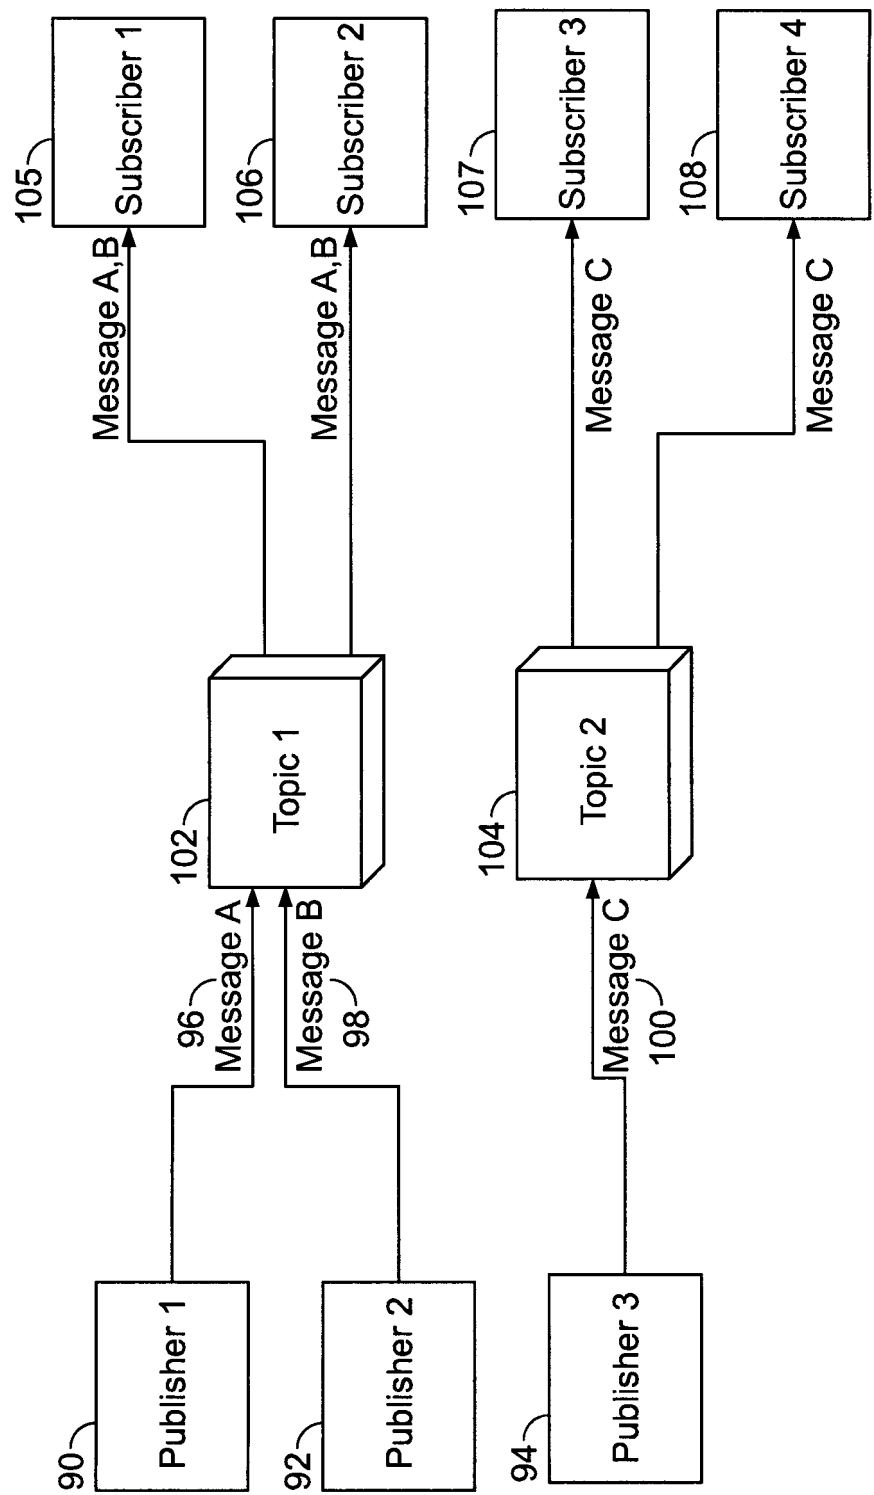 90
Publisher 1
92
Publisher 2
94
Publisher 3
96
Message A
Message B
98
Message C
100
102
Topic 1
104
Topic 2
Message A,B
Message A,B
Message C
Message C
105
Subscriber 1
106
Subscriber 2
107
Subscriber 3
108
Subscriber 4